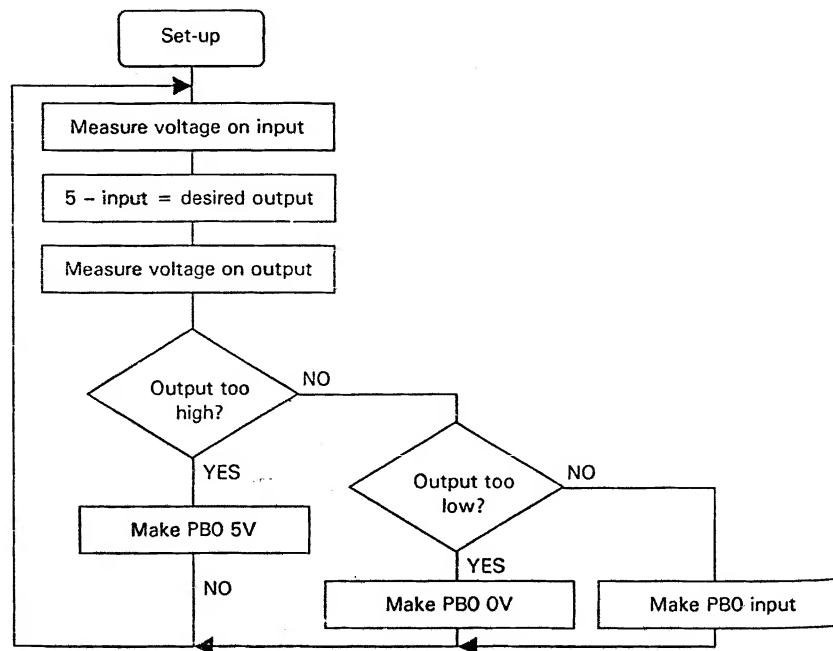 Set-up
Measure voltage on input
5 – input = desired output
Measure voltage on output
Output too
high?
NO
YES
Output too
low?
NO
Make PB0 5V
YES
NO
Make PB0 0V
Make PB0 input